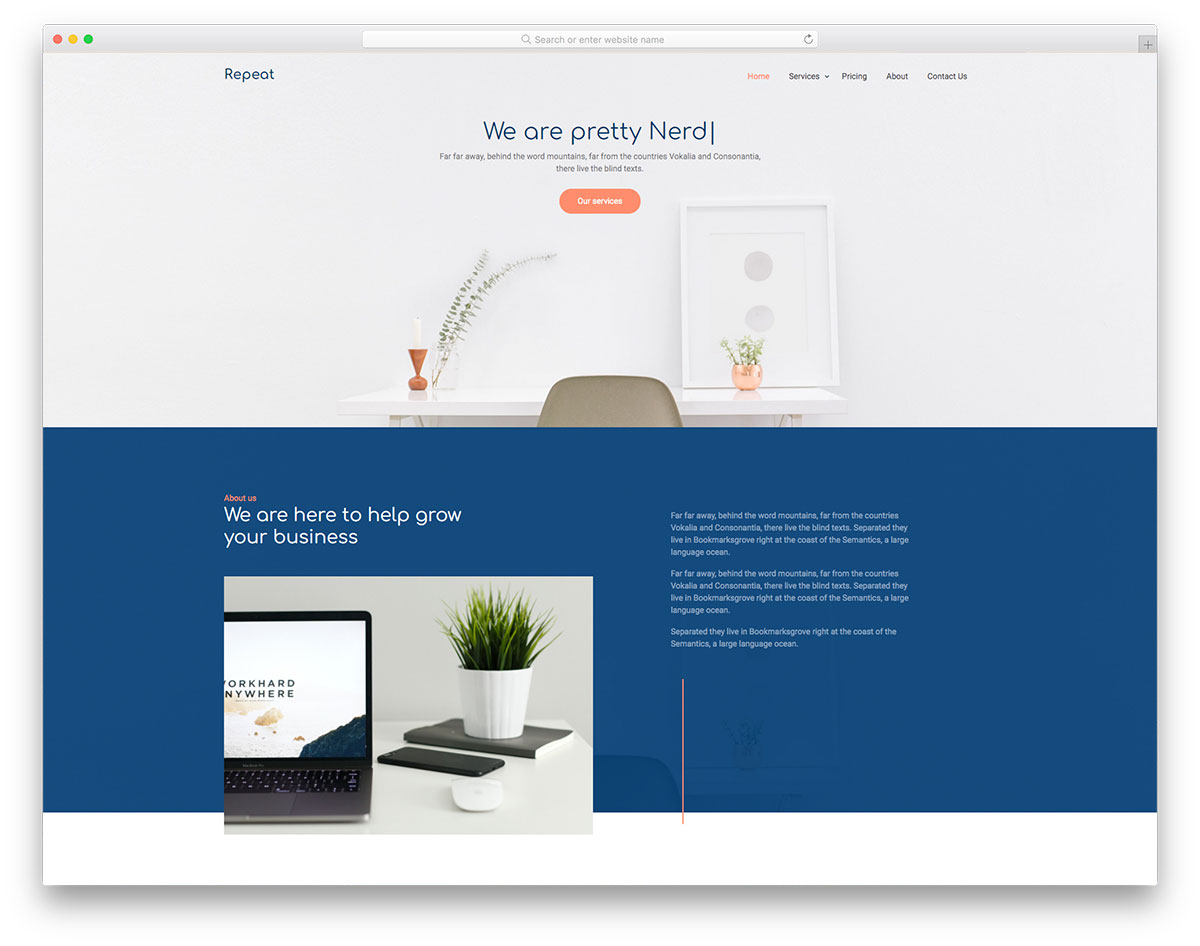 Search or enter website name
Repeat
Home Services Pricing About Contact Us
We are pretty Nerd|
Far far away, behind the word mountains, far from the countries Vokalia and Consonantia,
there live the blind texts.
Our services
About us
We are here to help grow
your business
Far far away, behind the word mountains, far from the countries
Vokalia and Consonantia, there live the blind texts. Separated they
live in Bookmarksgrove right at the coast of the Semantics, a large
language ocean.
Far far away, behind the word mountains, far from the countries
Vokalia and Consonantia, there live the blind texts. Separated they
live in Bookmarksgrove right at the coast of the Semantics, a large
language ocean.
Separated they live in Bookmarksgrove right at the coast of the
Semantics, a large language ocean.
ORKHARD
NYWHERE